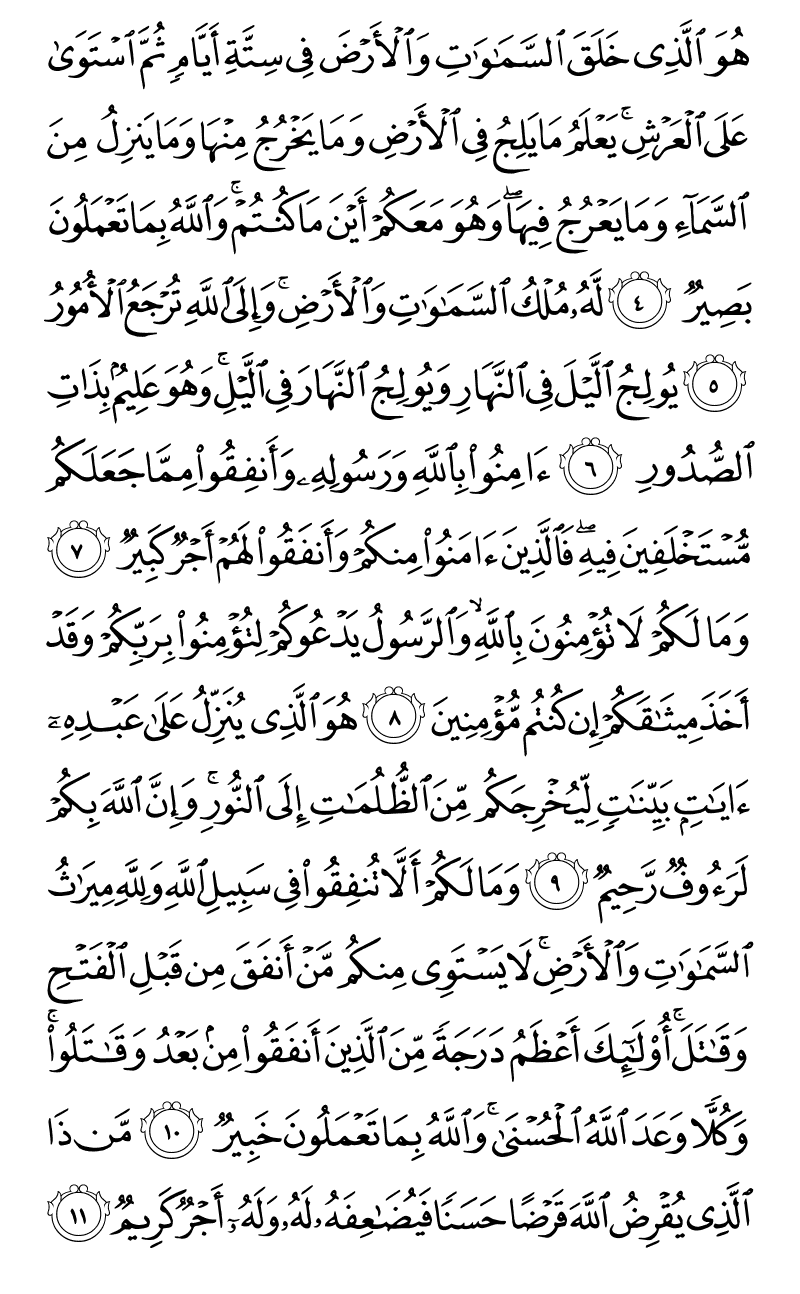 هُوَ ٱلَّذِى خَلَقَ ٱلسَّمَٰوَٰتِ وَٱلْأَرْضَ فِى سِتَّةِ أَيَّامٍ ثُمَّ ٱسْتَوَىٰ
عَلَى ٱلْعَرْشِ ۚ يَعْلَمُ مَا يَلِجُ فِى ٱلْأَرْضِ وَمَا يَخْرُجُ مِنْهَا وَمَا يَنزِلُ مِنَ
ٱلسَّمَآءِ وَمَا يَعْرُجُ فِيهَا ۖ وَهُوَ مَعَكُمْ أَيْنَ مَا كُنتُمْ ۚ وَٱللَّهُ بِمَا تَعْمَلُونَ
بَصِيرٌ ٤ لَّهُۥ مُلْكُ ٱلسَّمَٰوَٰتِ وَٱلْأَرْضِ ۚ وَإِلَى ٱللَّهِ تُرْجَعُ ٱلْأُمُورُ
٥ يُولِجُ ٱلَّيْلَ فِى ٱلنَّهَارِ وَيُولِجُ ٱلنَّهَارَ فِى ٱلَّيْلِ ۚ وَهُوَ عَلِيمٌۢ بِذَاتِ
ٱلصُّدُورِ ٦ ءَامِنُوا۟ بِٱللَّهِ وَرَسُولِهِۦ وَأَنفِقُوا۟ مِمَّا جَعَلَكُم
مُّسْتَخْلَفِينَ فِيهِ ۖ فَٱلَّذِينَ ءَامَنُوا۟ مِنكُمْ وَأَنفَقُوا۟ لَهُمْ أَجْرٌ كَبِيرٌ ٧
وَمَا لَكُمْ لَا تُؤْمِنُونَ بِٱللَّهِ ۙ وَٱلرَّسُولُ يَدْعُوكُمْ لِتُؤْمِنُوا۟ بِرَبِّكُمْ وَقَدْ
أَخَذَ مِيثَٰقَكُمْ إِن كُنتُم مُّؤْمِنِينَ ٨ هُوَ ٱلَّذِى يُنَزِّلُ عَلَىٰ عَبْدِهِۦٓ
ءَايَٰتٍۭ بَيِّنَٰتٍ لِّيُخْرِجَكُم مِّنَ ٱلظُّلُمَٰتِ إِلَى ٱلنُّورِ ۚ وَإِنَّ ٱللَّهَ بِكُمْ
لَرَءُوفٌ رَّحِيمٌ ٩ وَمَا لَكُمْ أَلَّا تُنفِقُوا۟ فِى سَبِيلِ ٱللَّهِ وَلِلَّهِ مِيرَٰثُ
ٱلسَّمَٰوَٰتِ وَٱلْأَرْضِ ۚ لَا يَسْتَوِى مِنكُم مَّنْ أَنفَقَ مِن قَبْلِ ٱلْفَتْحِ
وَقَٰتَلَ ۚ أُو۟لَٰٓئِكَ أَعْظَمُ دَرَجَةً مِّنَ ٱلَّذِينَ أَنفَقُوا۟ مِنۢ بَعْدُ وَقَٰتَلُوا۟ ۚ
وَكُلًّا وَعَدَ ٱللَّهُ ٱلْحُسْنَىٰ ۚ وَٱللَّهُ بِمَا تَعْمَلُونَ خَبِيرٌ ١٠ مَّن ذَا
ٱلَّذِى يُقْرِضُ ٱللَّهَ قَرْضًا حَسَنًا فَيُضَٰعِفَهُۥ لَهُۥ وَلَهُۥٓ أَجْرٌ كَرِيمٌ ١١